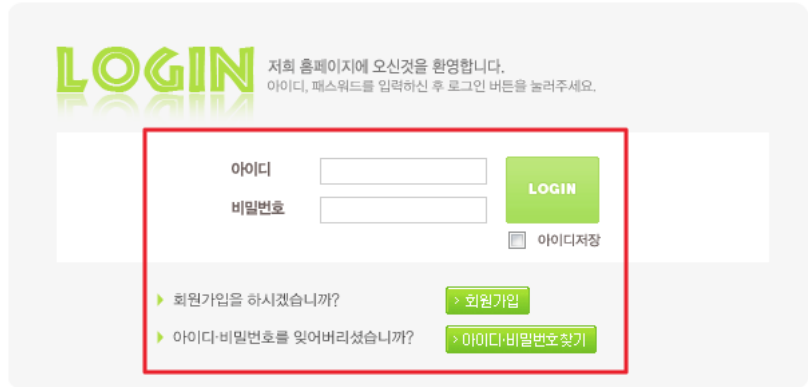 LOGIN
저희 홈페이지에 오신것을 환영합니다.
아이디, 패스워드를 입력하신 후 로그인 버튼을 눌러주세요.
아이디
비밀번호
LOGIN
아이디저장
회원가입을 하시겠습니까?
> 회원가입
아이디·비밀번호를 잊어버리셨습니까?
> 아이디·비밀번호찾기